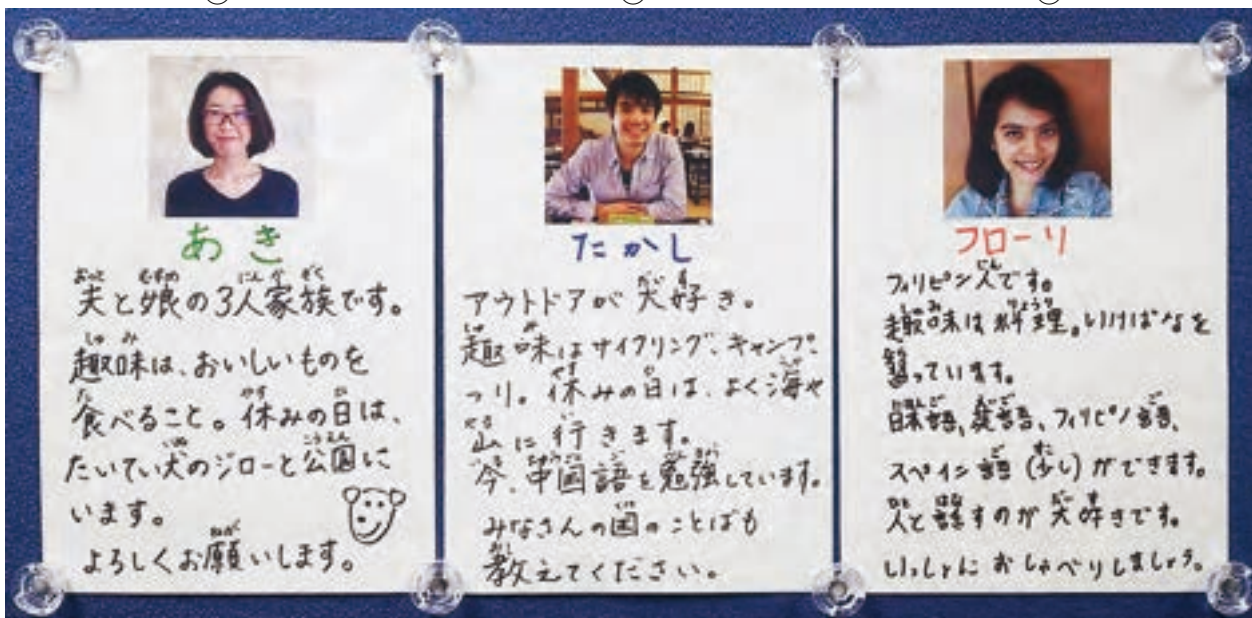 あき
夫と娘の3人家族です。
趣味は、おいしいものを
食べること。休みの日は、
たいてい犬のジローと公園に
います。
よろしくお願いします。
たかし
アウトドアが大好き。
趣味はサイクリング、キャンプ、
つり。休みの日は、よく海や
山に行きます。
今、中国語を勉強しています。
みなさんの国のことばも
教えてください。
フローリ
フィリピン人です。
趣味は料理。いけばなを
習っています。
日本語、英語、フィリピノ語、
スペイン語(少し)ができます。
人と話すのが大好きです。
いっしょにおしゃべりしましょう。